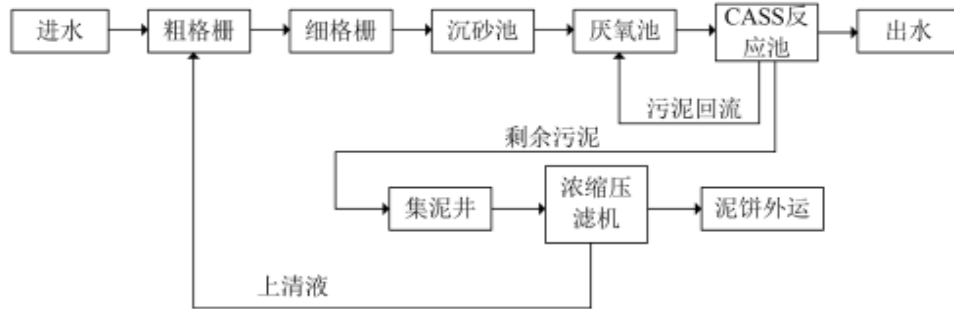 进水
粗格栅
细格栅
沉砂池
厌氧池
CASS反
应池
出水
污泥回流
剩余污泥
集泥井
浓缩压
滤机
泥饼外运
上清液